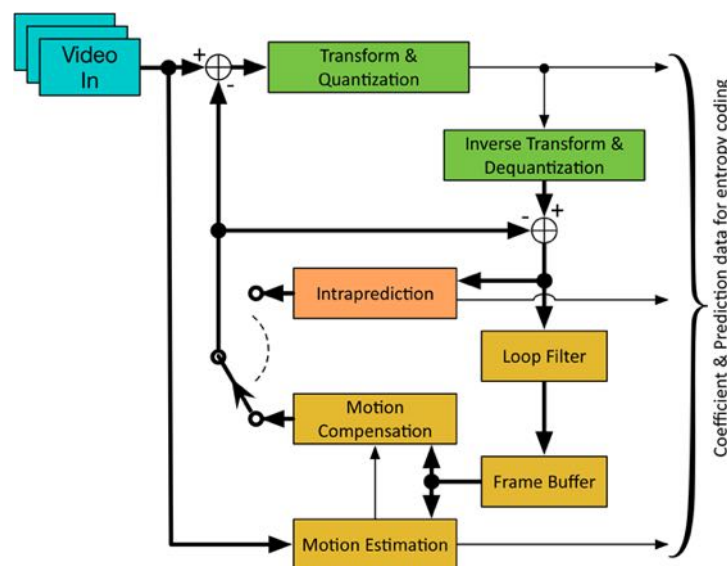 Video
In
+
-
Transform &
Quantization
Inverse Transform &
Dequantization
-
+
Intraprediction
Loop Filter
Motion
Compensation
Frame Buffer
Motion Estimation
Coefficient & Prediction data for entropy coding